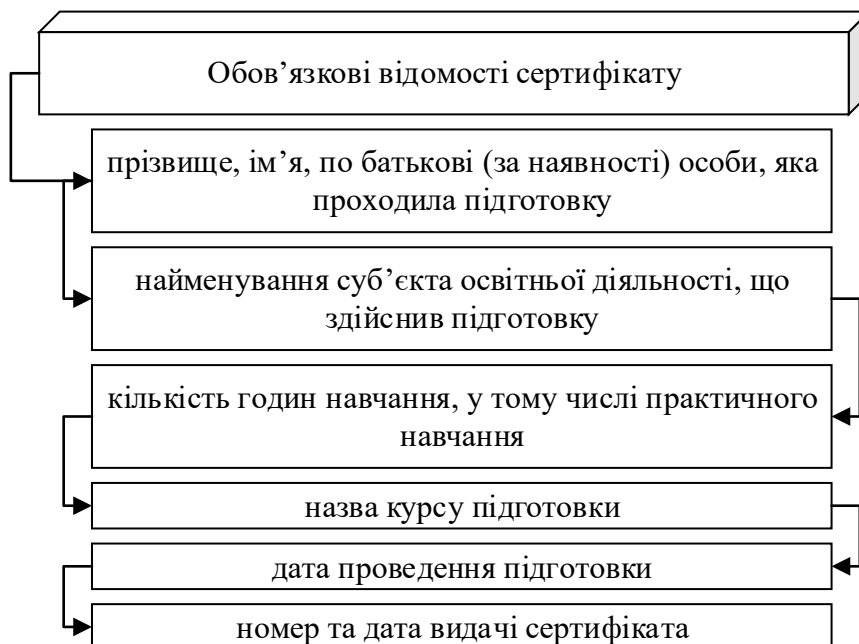 Обов’язкові відомості сертифікату
прізвище, ім’я, по батькові (за наявності) особи, яка
проходила підготовку
найменування суб’єкта освітньої діяльності, що
здійснив підготовку
кількість годин навчання, у тому числі практичного
навчання
назва курсу підготовки
дата проведення підготовки
номер та дата видачі сертифіката